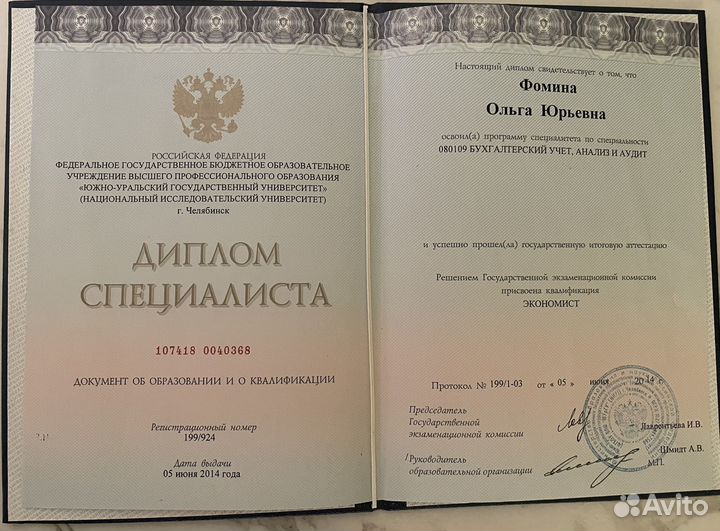 РОССИЙСКАЯ ФЕДЕРАЦИЯ
ФЕДЕРАЛЬНОЕ ГОСУДАРСТВЕННОЕ БЮДЖЕТНОЕ ОБРАЗОВАТЕЛЬНОЕ
УЧРЕЖДЕНИЕ ВЫСШЕГО ПРОФЕССИОНАЛЬНОГО ОБРАЗОВАНИЯ
«ЮЖНО-УРАЛЬСКИЙ ГОСУДАРСТВЕННЫЙ УНИВЕРСИТЕТ»
(НАЦИОНАЛЬНЫЙ ИССЛЕДОВАТЕЛЬСКИЙ УНИВЕРСИТЕТ)
г. Челябинск
ДИПЛОМ
СПЕЦИАЛИСТА
107418 0040368
ДОКУМЕНТ ОБ ОБРАЗОВАНИИ И О КВАЛИФИКАЦИИ
Регистрационный номер
199/924
Дата выдачи
05 июня 2014 года
Настоящий диплом свидетельствует о том, что
Фомина
Ольга Юрьевна
освоил(а) программу специалитета по специальности
080109 БУХГАЛТЕРСКИЙ УЧЕТ, АНАЛИЗ И АУДИТ
и успешно прошел(ла) государственную итоговую аттестацию
Решением Государственной экзаменационной комиссии
присвоена квалификация
ЭКОНОМИСТ
Протокол № 199/1-03 от « 05 » июня 2014 г.
Председатель
Государственной
экзаменационной комиссии Лаврентьева И.В.
Руководитель Шмидт А.В.
образовательной организации М.П.
Avito